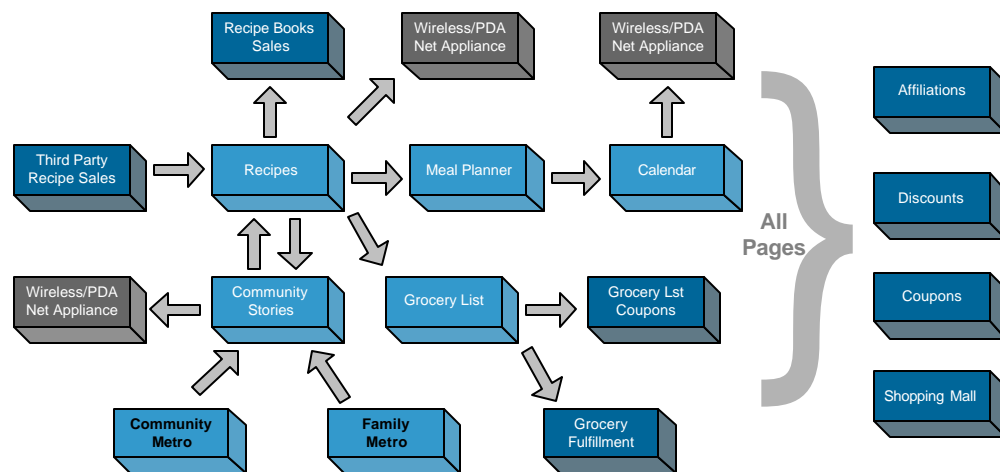 Recipe Books
Sales
Wireless/PDA
Net Appliance
Wireless/PDA
Net Appliance
Affiliations
Third Party
Recipe Sales
Recipes
Meal Planner
Calendar
Discounts
All
Pages
Wireless/PDA
Net Appliance
Community
Stories
Grocery List
Grocery Lst
Coupons
Coupons
Community
Metro
Family
Metro
Grocery
Fulfillment
Shopping Mall